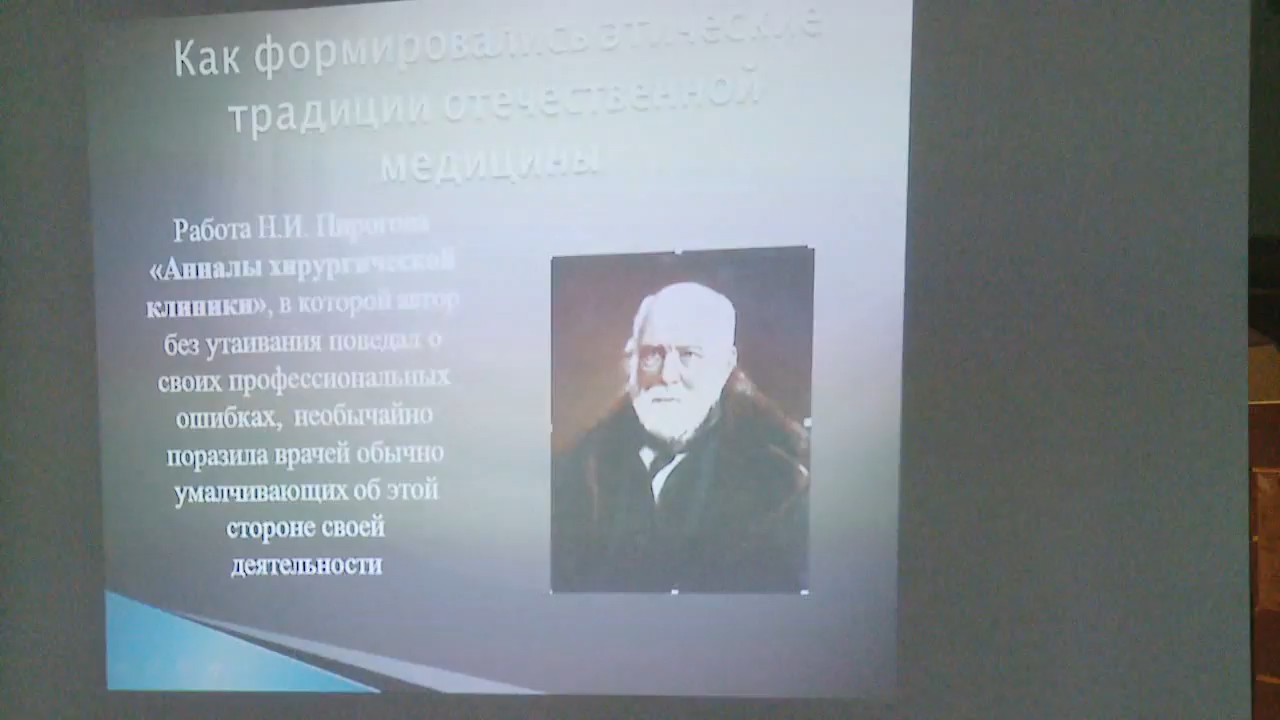 Как формировались этические
традиции отечественной
медицины
Работа Н.И. Пирогова
«Анналы хирургической
клиники», в которой автор
без утаивания поведал о
своих профессиональных
ошибках, необычайно
поразила врачей обычно
умалчивающих об этой
стороне своей
деятельности